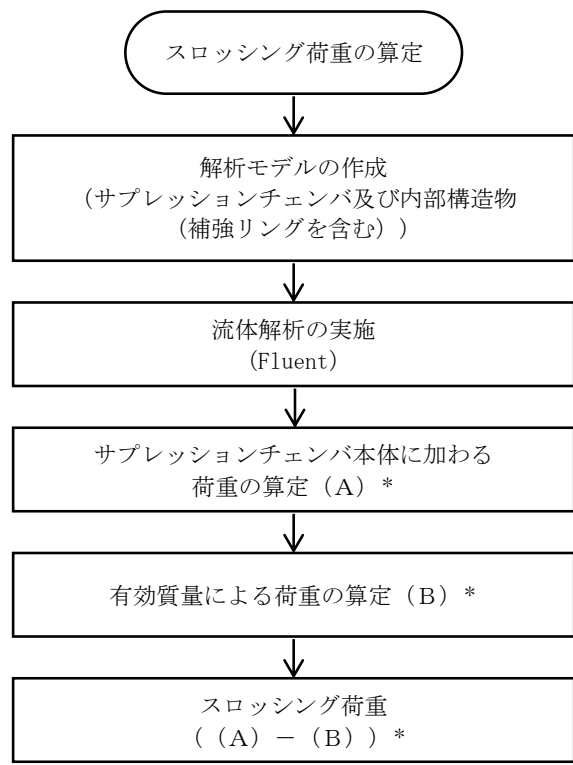 スロッシング荷重の算定
解析モデルの作成
(サプレッションチェンバ及び内部構造物
(補強リングを含む))
流体解析の実施
(Fluent)
サプレッションチェンバ本体に加わる
荷重の算定(A)*
有効質量による荷重の算定(B)*
スロッシング荷重
((A)-(B))*